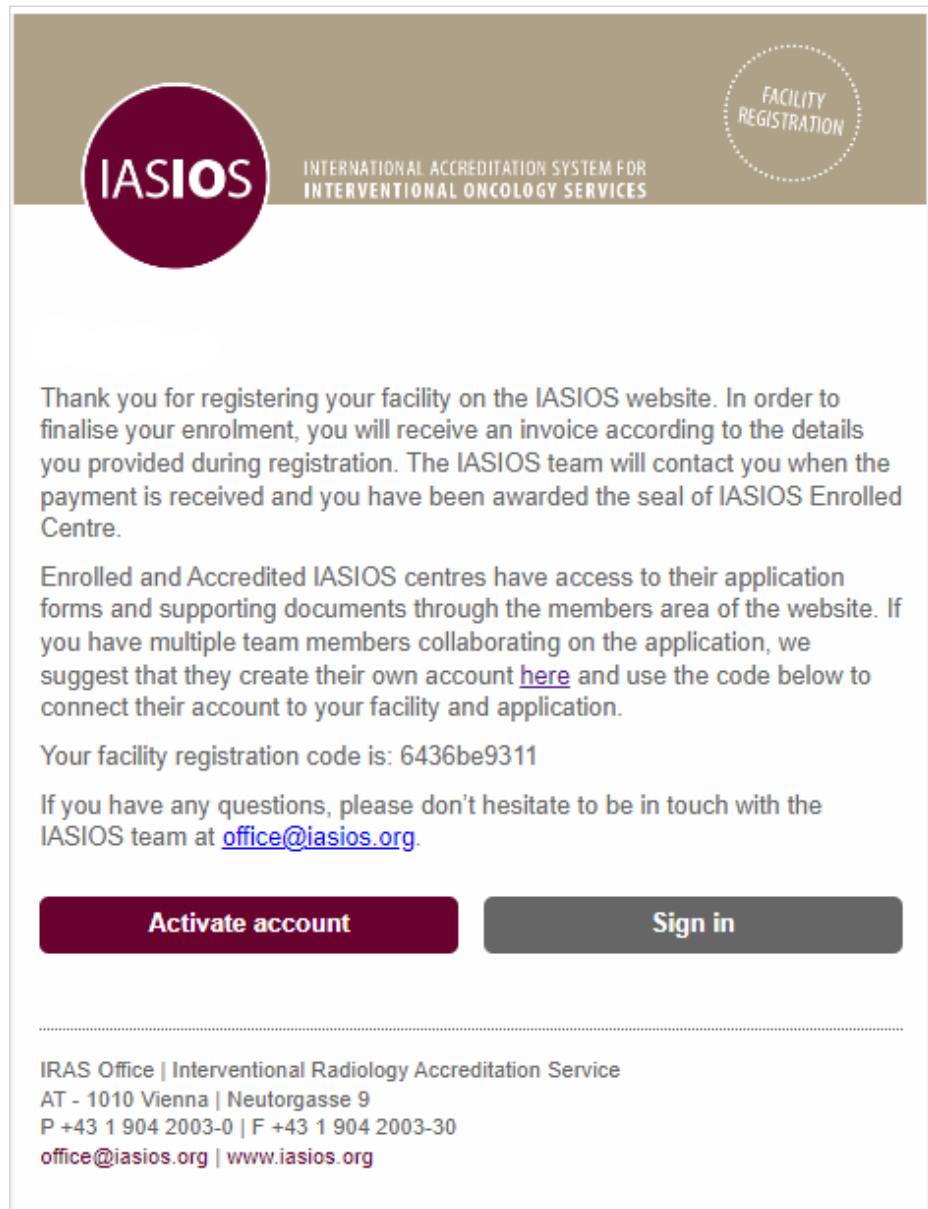 FACILITY
REGISTRATION
IASIOS
INTERNATIONAL ACCREDITATION SYSTEM FOR
INTERVENTIONAL ONCOLOGY SERVICES
Thank you for registering your facility on the IASIOS website. In order to
finalise your enrolment, you will receive an invoice according to the details
you provided during registration. The IASIOS team will contact you when the
payment is received and you have been awarded the seal of IASIOS Enrolled
Centre.
Enrolled and Accredited IASIOS centres have access to their application
forms and supporting documents through the members area of the website. If
you have multiple team members collaborating on the application, we
suggest that they create their own account here and use the code below to
connect their account to your facility and application.
Your facility registration code is: 6436be9311
If you have any questions, please don't hesitate to be in touch with the
IASIOS team at office@iasios.org.
Activate account
Sign in
IRAS Office | Interventional Radiology Accreditation Service
AT - 1010 Vienna | Neutorgasse 9
P +43 1 904 2003-0 | F +43 1 904 2003-30
office@iasios.org | www.iasios.org